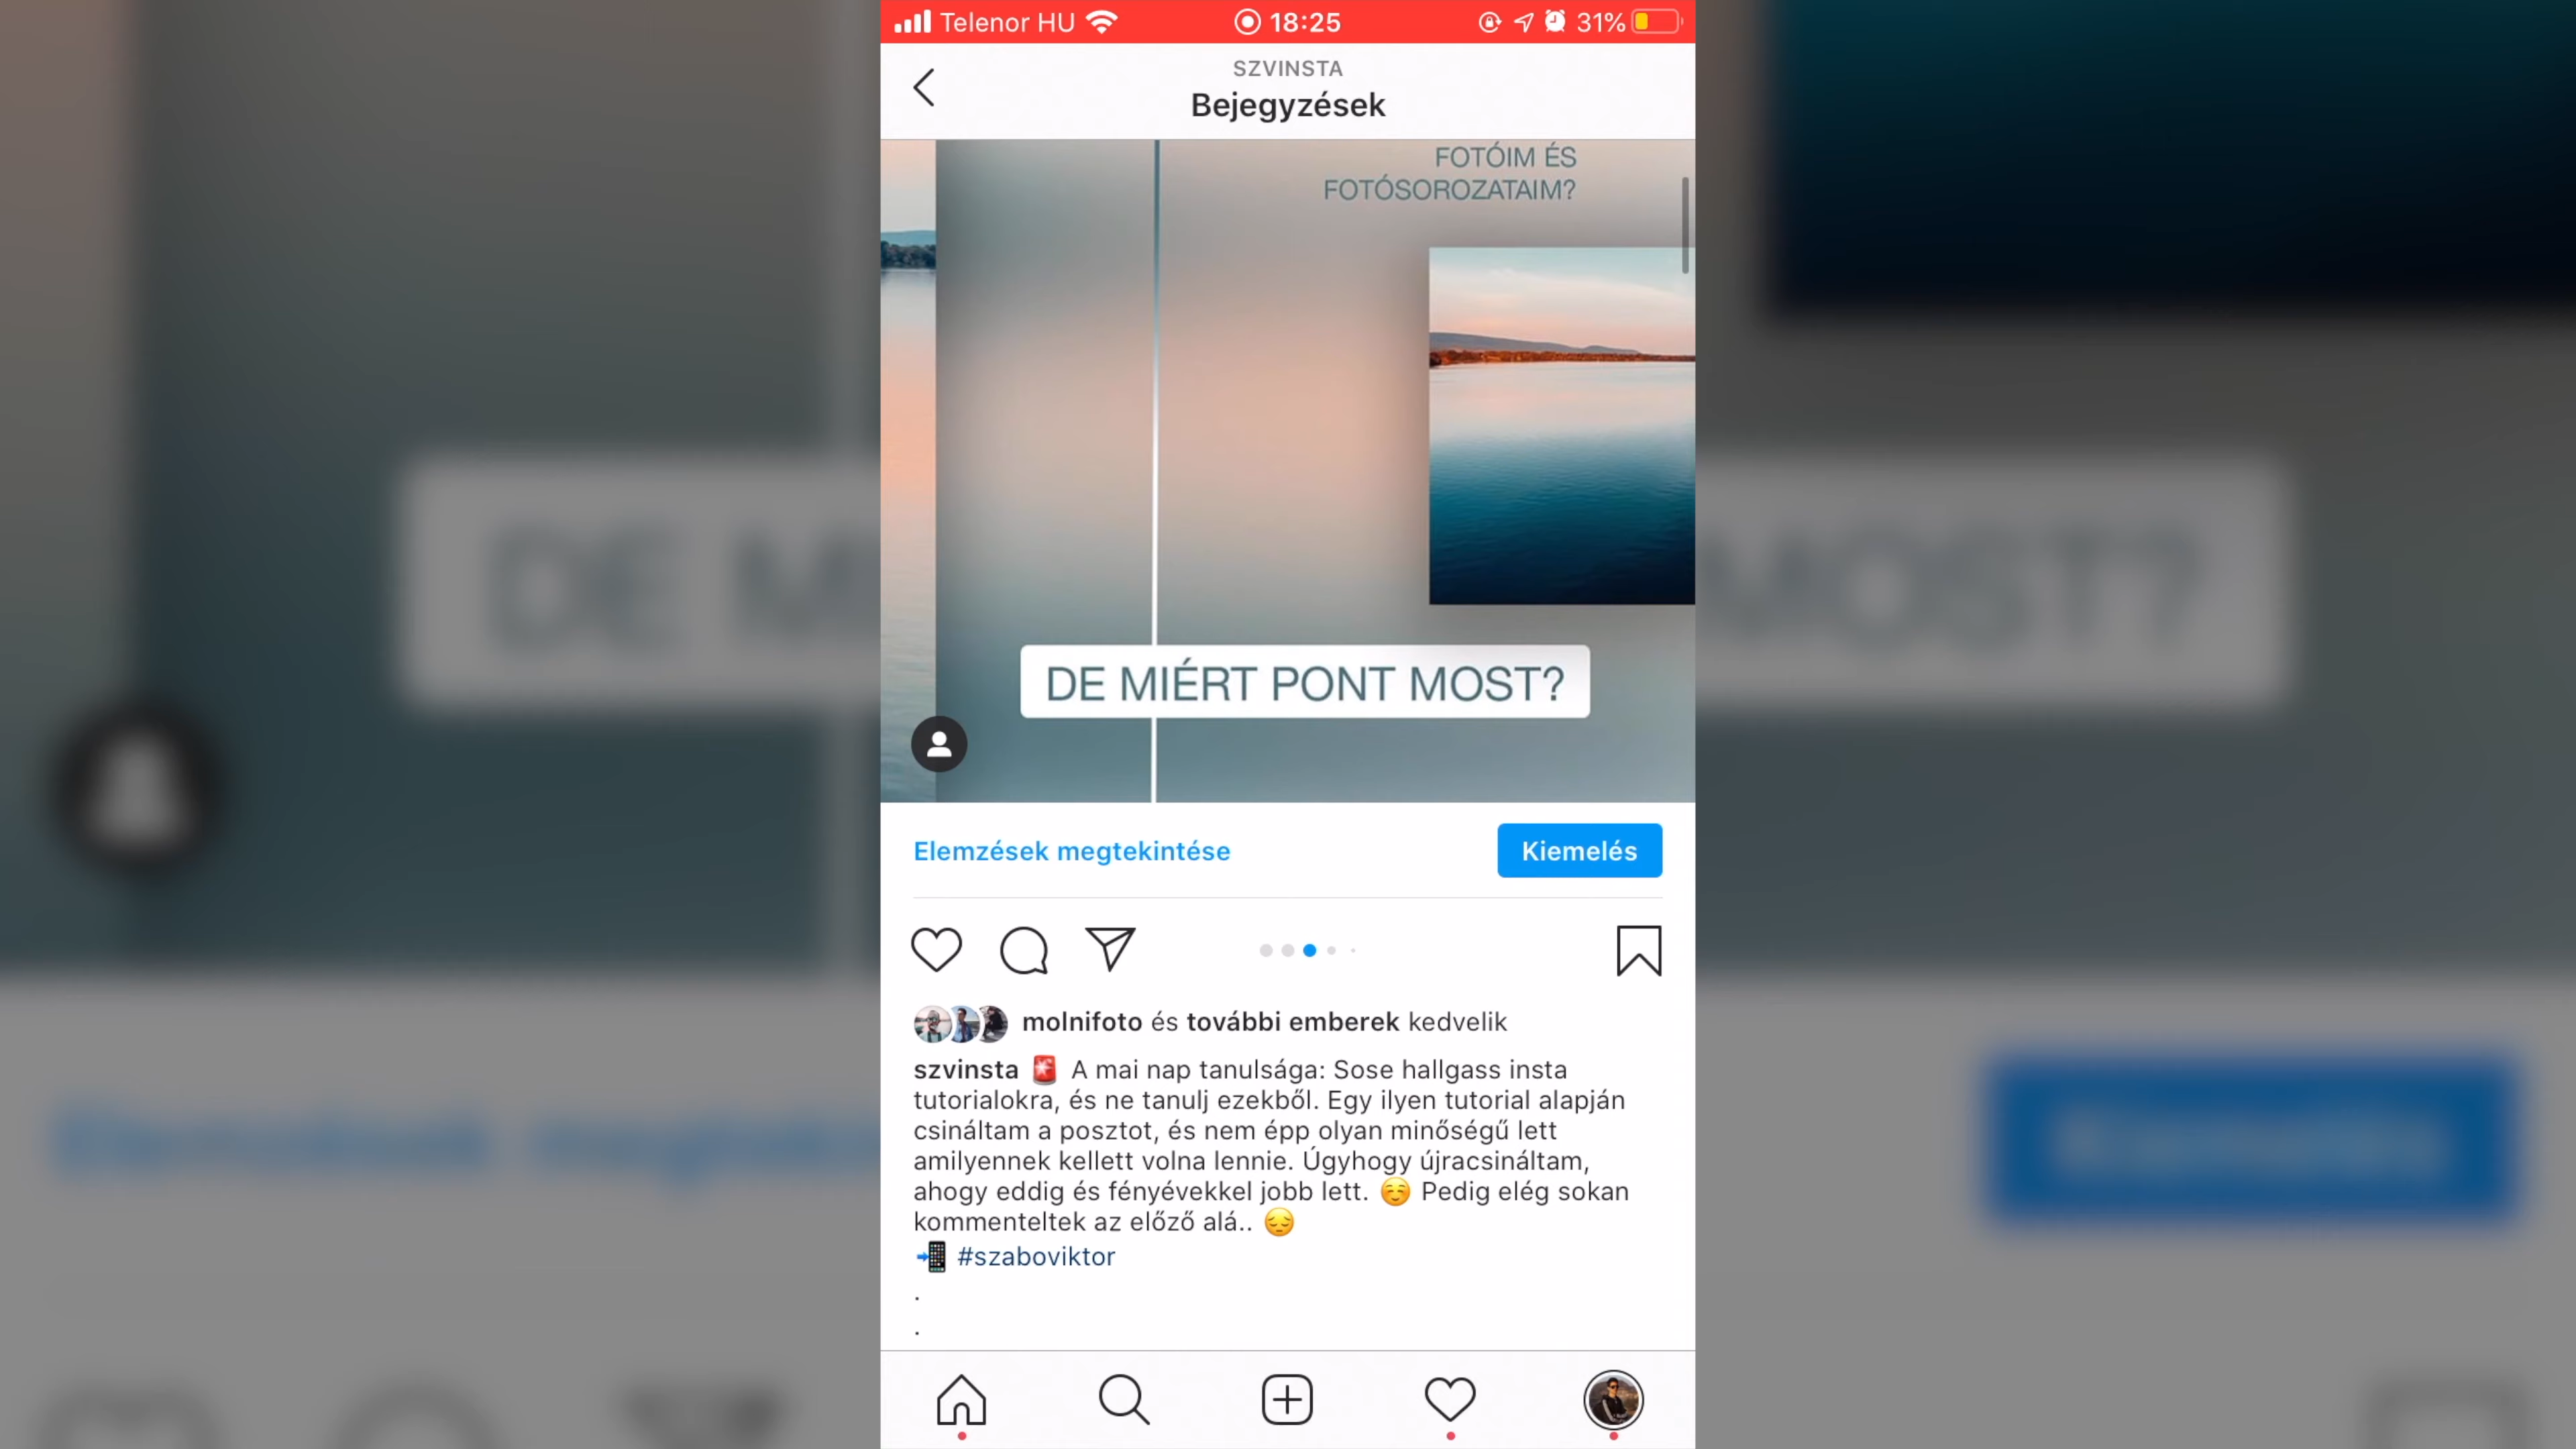 Telenor HU 18:25 31%
SZVINSTA
Bejegyzések
FOTÓIM ÉS
FOTÓSOROZATAIM?
DE MIÉRT PONT MOST?
Elemzések megtekintése Kiemelés
molnifoto és további emberek kedvelik
szvinsta 🚨 A mai nap tanulsága: Sose hallgass insta
tutorialokra, és ne tanulj ezekből. Egy ilyen tutorial alapján
csináltam a posztot, és nem épp olyan minőségű lett
amilyennek kellett volna lennie. Úgyhogy újracsináltam,
ahogy eddig és fényévekkel jobb lett. ☺️ Pedig elég sokan
kommenteltek az előző alá.. 😔
📲 #szaboviktor
.
.